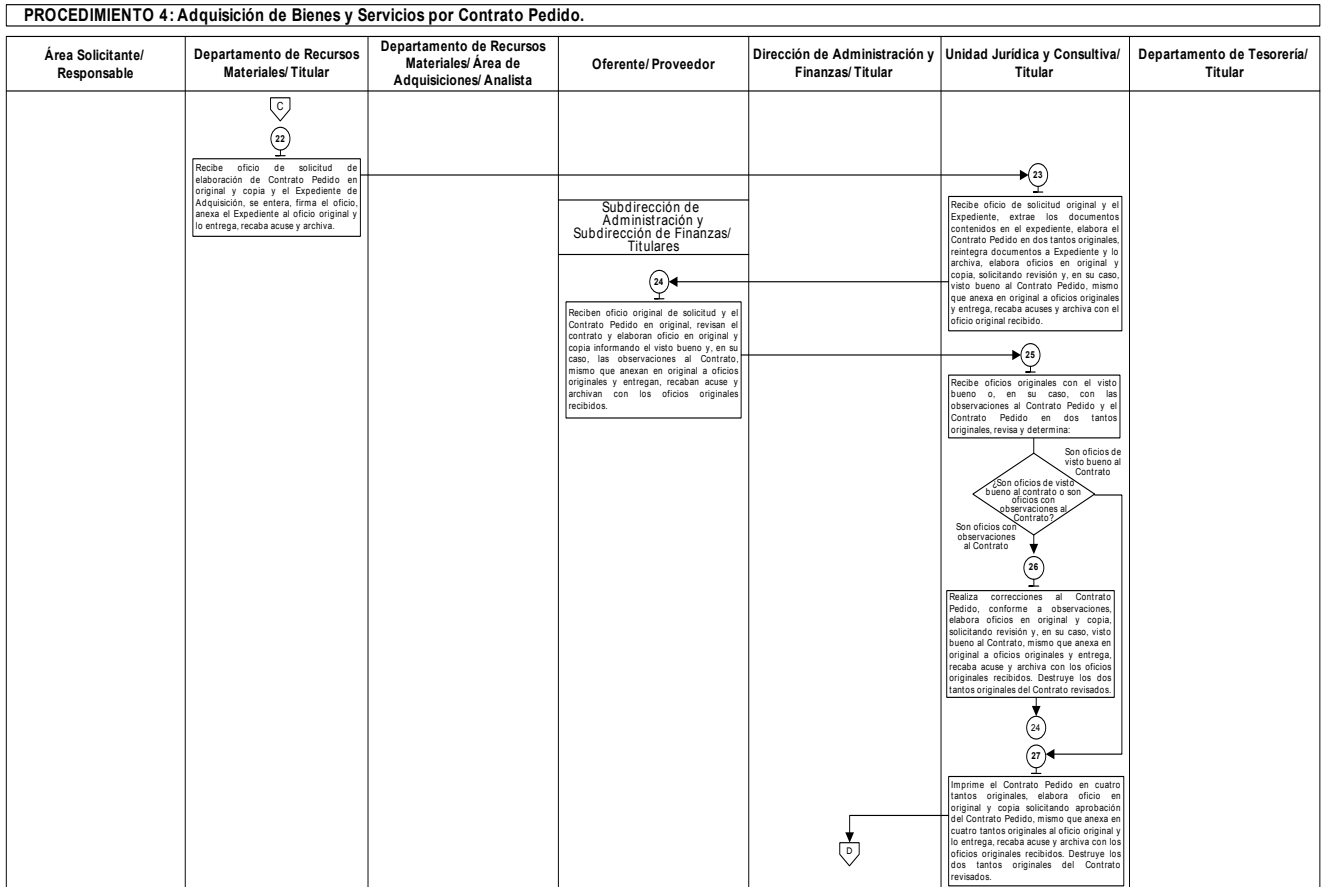 PROCEDIMIENTO 4: Adquisición de Bienes y Servicios por Contrato Pedido.
Área Solicitante/
Responsable
Departamento de Recursos
Materiales/ Titular
Departamento de Recursos
Materiales/ Área de
Adquisiciones/ Analista
Oferente/ Proveedor
Dirección de Administración y
Finanzas/ Titular
Unidad Jurídica y Consultiva/
Titular
Departamento de Tesorería/
Titular
C
22
Recibe oficio de solicitud de
elaboración de Contrato Pedido en
original y copia y el Expediente de
Adquisición, se entera, firma el oficio,
anexa el Expediente al oficio original y
lo entrega, recaba acuse y archiva.
23
Recibe oficio de solicitud original y el
Expediente, extrae los documentos
contenidos en el expediente, elabora el
Contrato Pedido en dos tantos originales,
reintegra documentos a Expediente y lo
archiva, elabora oficios en original y
copia, solicitando revisión y, en su caso,
visto bueno al Contrato Pedido, mismo
que anexa en original a oficios originales
y entrega, recaba acuses y archiva con el
oficio original recibido.
Subdirección de
Administración y
Subdirección de Finanzas/
Titulares
24
Reciben oficio original de solicitud y el
Contrato Pedido en original, revisan el
contrato y elaboran oficio en original y
copia informando el visto bueno y, en su
caso, las observaciones al Contrato,
mismo que anexan en original a oficios
originales y entregan, recaban acuse y
archivan con los oficios originales
recibidos.
25
Recibe oficios originales con el visto
bueno o, en su caso, con las
observaciones al Contrato Pedido y el
Contrato Pedido en dos tantos
originales, revisa y determina:
Son oficios de
visto bueno al
Contrato
¿Son oficios de visto
bueno al contrato o son
oficios con
observaciones al
Contrato?
Son oficios con
observaciones
al Contrato
26
Realiza correcciones al Contrato
Pedido, conforme a observaciones,
elabora oficios en original y copia,
solicitando revisión y, en su caso, visto
bueno al Contrato, mismo que anexa en
original a oficios originales y entrega,
recaba acuse y archiva con los oficios
originales recibidos. Destruye los dos
tantos originales del Contrato revisados.
24
27
Imprime el Contrato Pedido en cuatro
tantos originales, elabora oficio en
original y copia solicitando aprobación
del Contrato Pedido, mismo que anexa en
cuatro tantos originales al oficio original y
lo entrega, recaba acuse y archiva con los
oficios originales recibidos. Destruye los
dos tantos originales del Contrato
revisados.
D